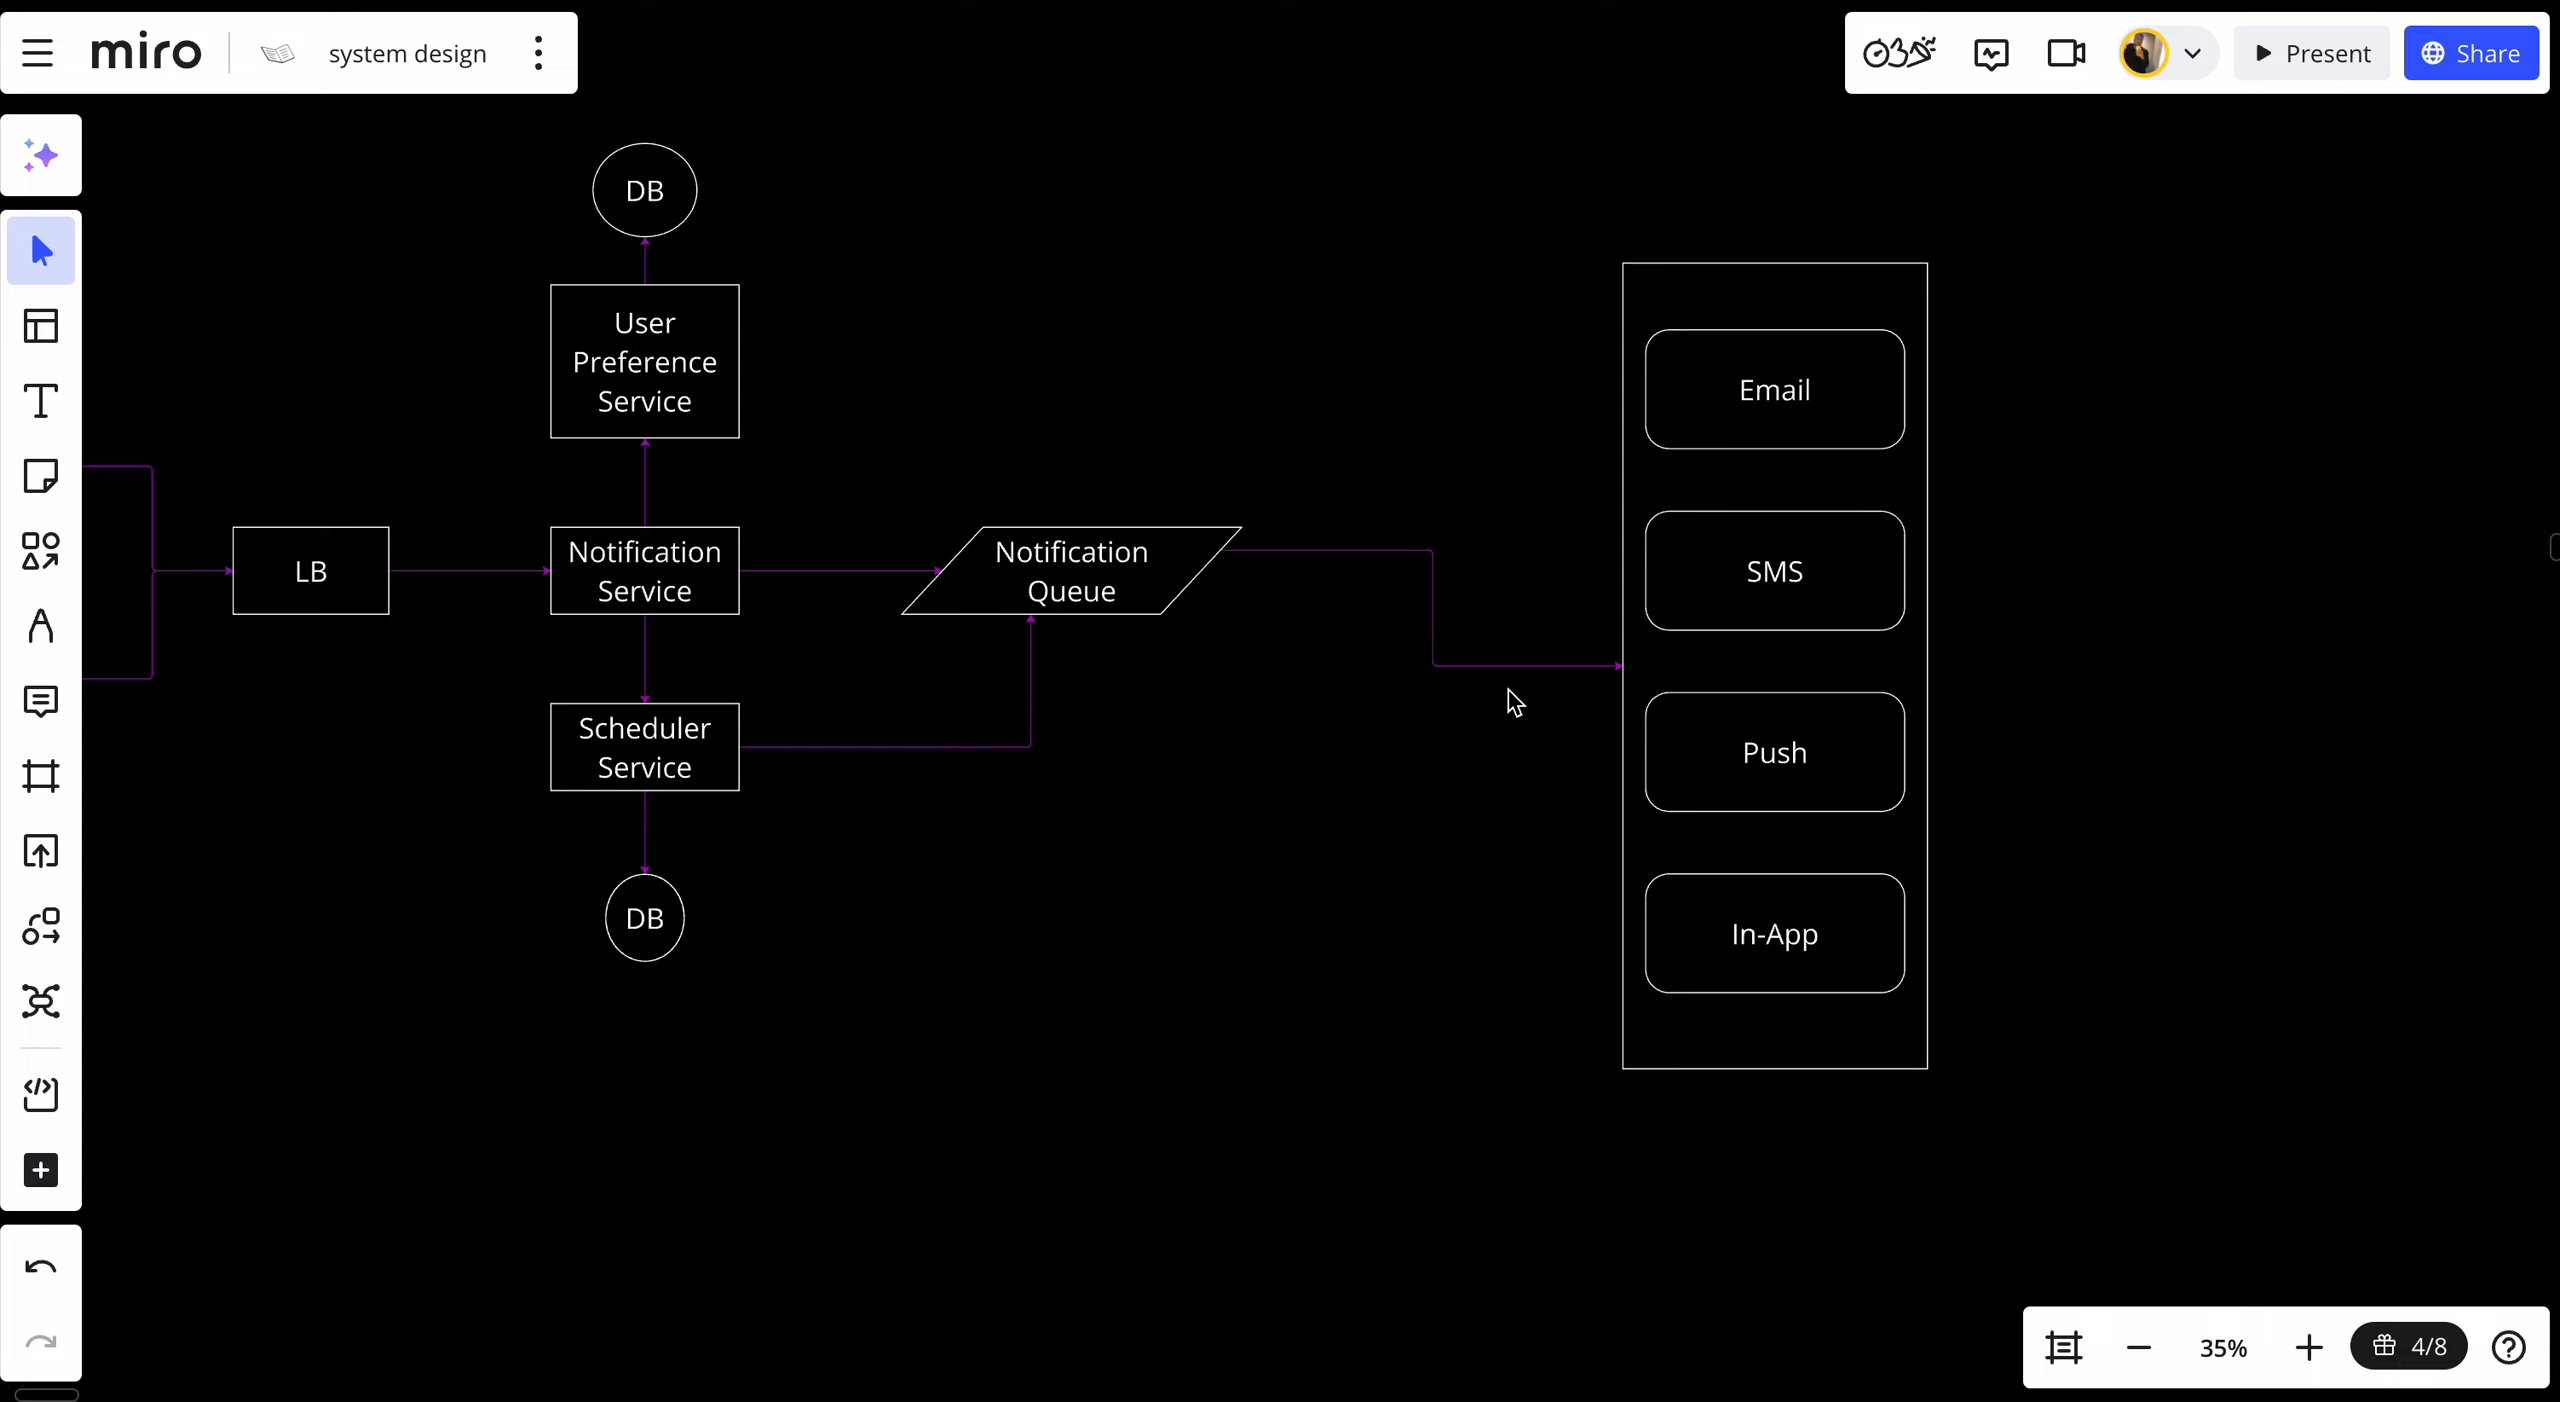 miro
system design
Present
Share
DB
User
Preference
Service
Email
LB
Notification
Service
Notification
Queue
SMS
Scheduler
Service
Push
DB
In-App
35%
4/8